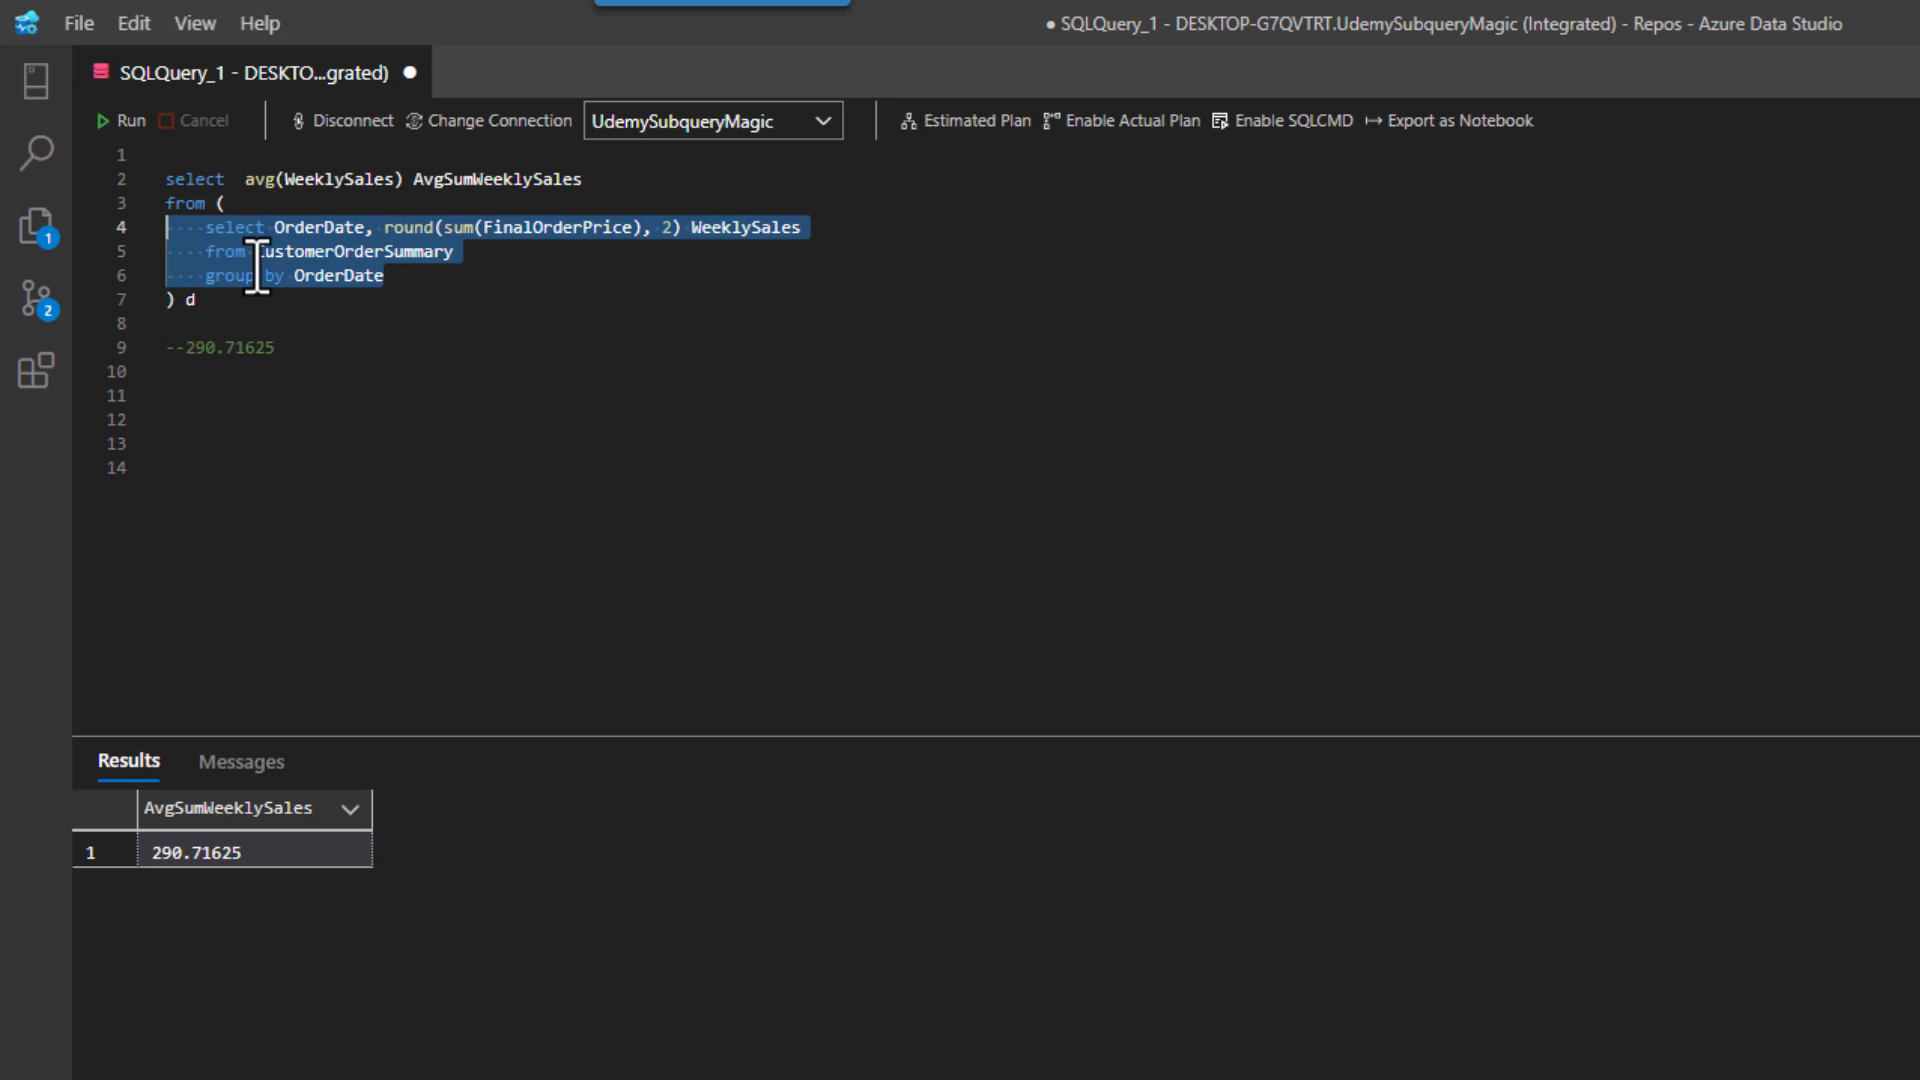 File Edit View Help
● SQLQuery_1 - DESKTOP-G7QVTRT.UdemySubqueryMagic (Integrated) - Repos - Azure Data Studio
SQLQuery_1 - DESKTO...grated) ●
Run Cancel Disconnect Change Connection UdemySubqueryMagic Estimated Plan Enable Actual Plan Enable SQLCMD Export as Notebook
1
2 select  avg(WeeklySales) AvgSumWeeklySales
3 from (
4     select OrderDate, round(sum(FinalOrderPrice), 2) WeeklySales
5     from CustomerOrderSummary
6     group by OrderDate
7 ) d
8
9 --290.71625
10
11
12
13
14
1
2
Results Messages
AvgSumWeeklySales
1 290.71625